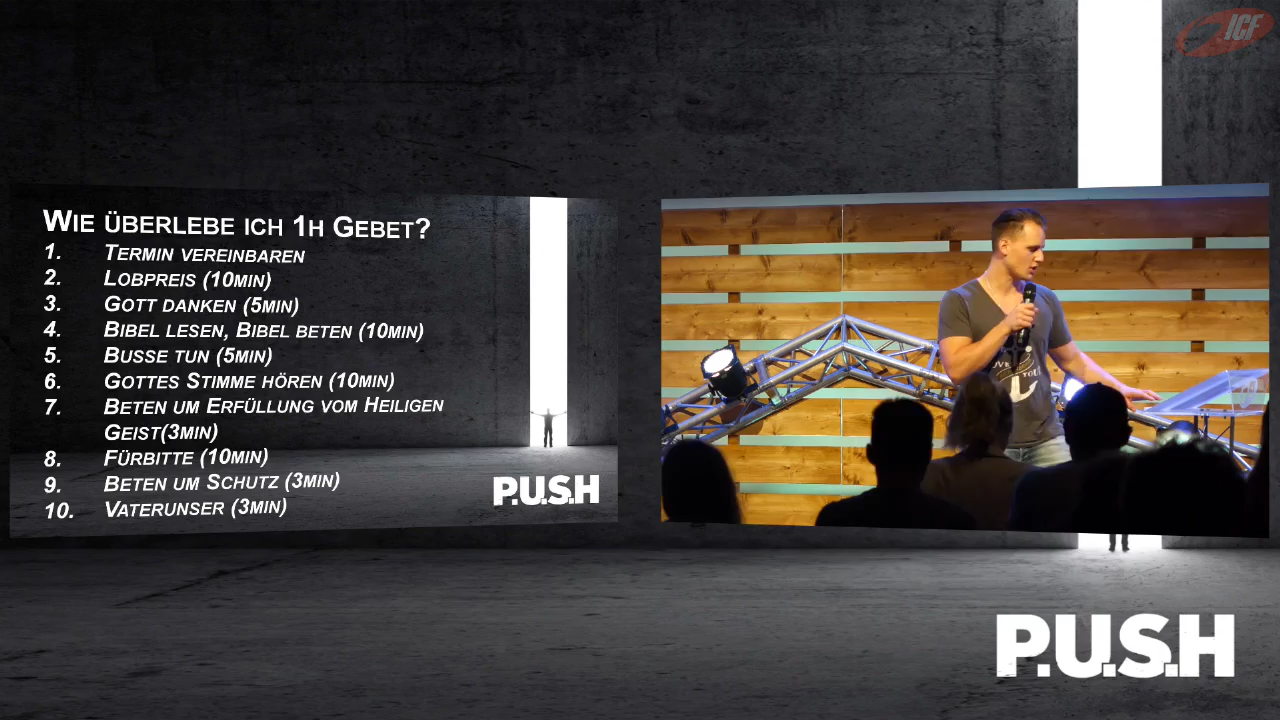 ICF
WIE ÜBERLEBE ICH 1H GEBET?
1. TERMIN VEREINBAREN
2. LOBPREIS (10MIN)
3. GOTT DANKEN (5MIN)
4. BIBEL LESEN, BIBEL BETEN (10MIN)
5. BUSSE TUN (5MIN)
6. GOTTES STIMME HÖREN (10MIN)
7. BETEN UM ERFÜLLUNG VOM HEILIGEN
GEIST(3MIN)
8. FÜRBITTE (10MIN)
9. BETEN UM SCHUTZ (3MIN)
10. VATERUNSER (3MIN)
P.U.S.H
YOU
P.U.S.H